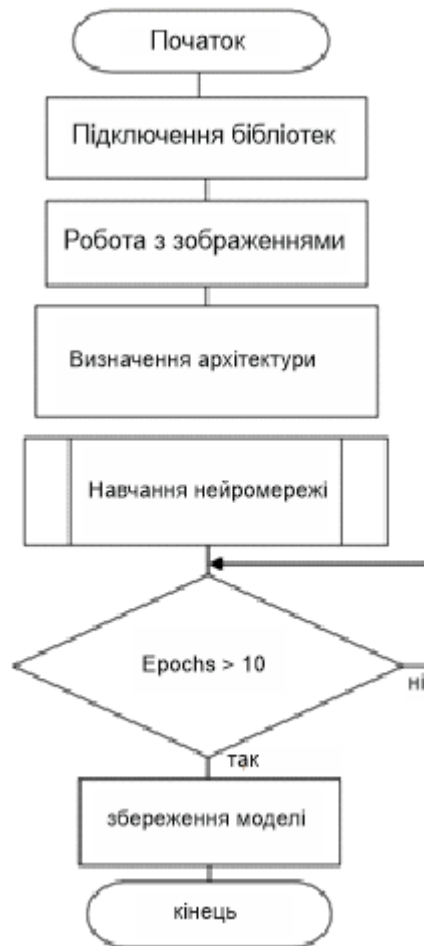 Початок
Підключення бібліотек
Робота з зображеннями
Визначення архітектури
Навчання нейромережі
Epochs > 10
ні
так
збереження моделі
кінець